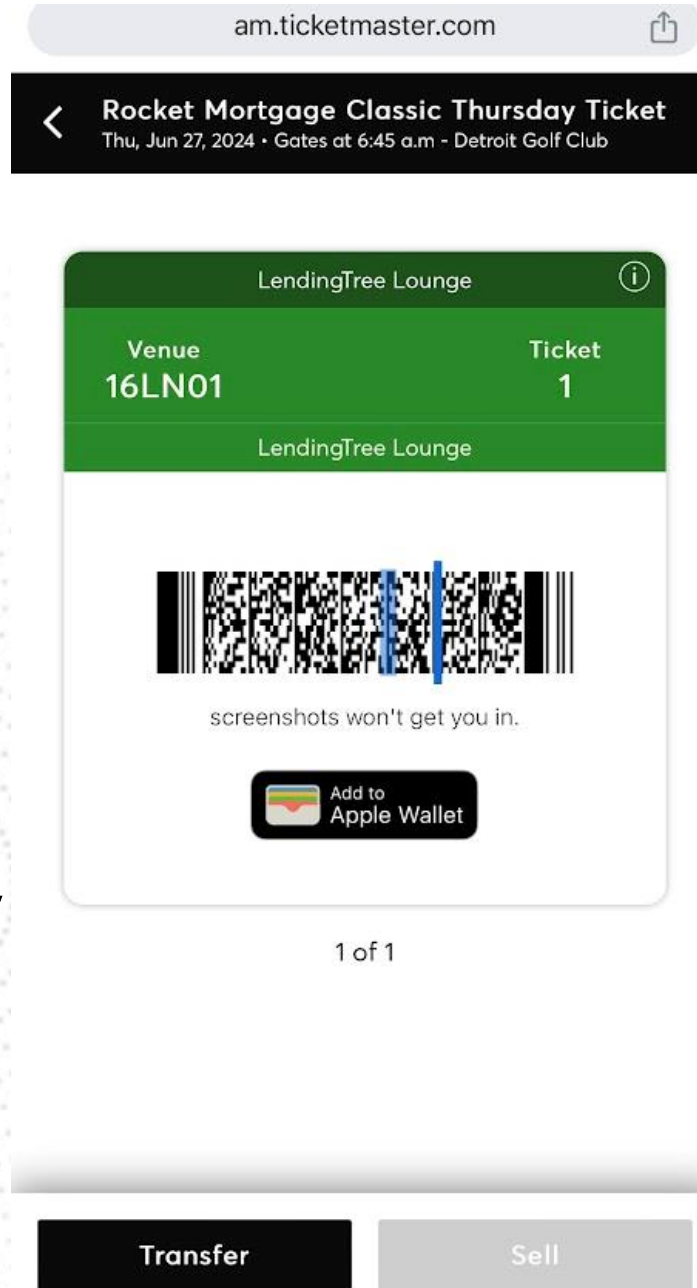 am.ticketmaster.com
Rocket Mortgage Classic Thursday Ticket
Thu, Jun 27, 2024 • Gates at 6:45 a.m - Detroit Golf Club
LendingTree Lounge
Venue Ticket
16LN01 1
LendingTree Lounge
screenshots won't get you in.
Add to
Apple Wallet
1 of 1
Transfer Sell